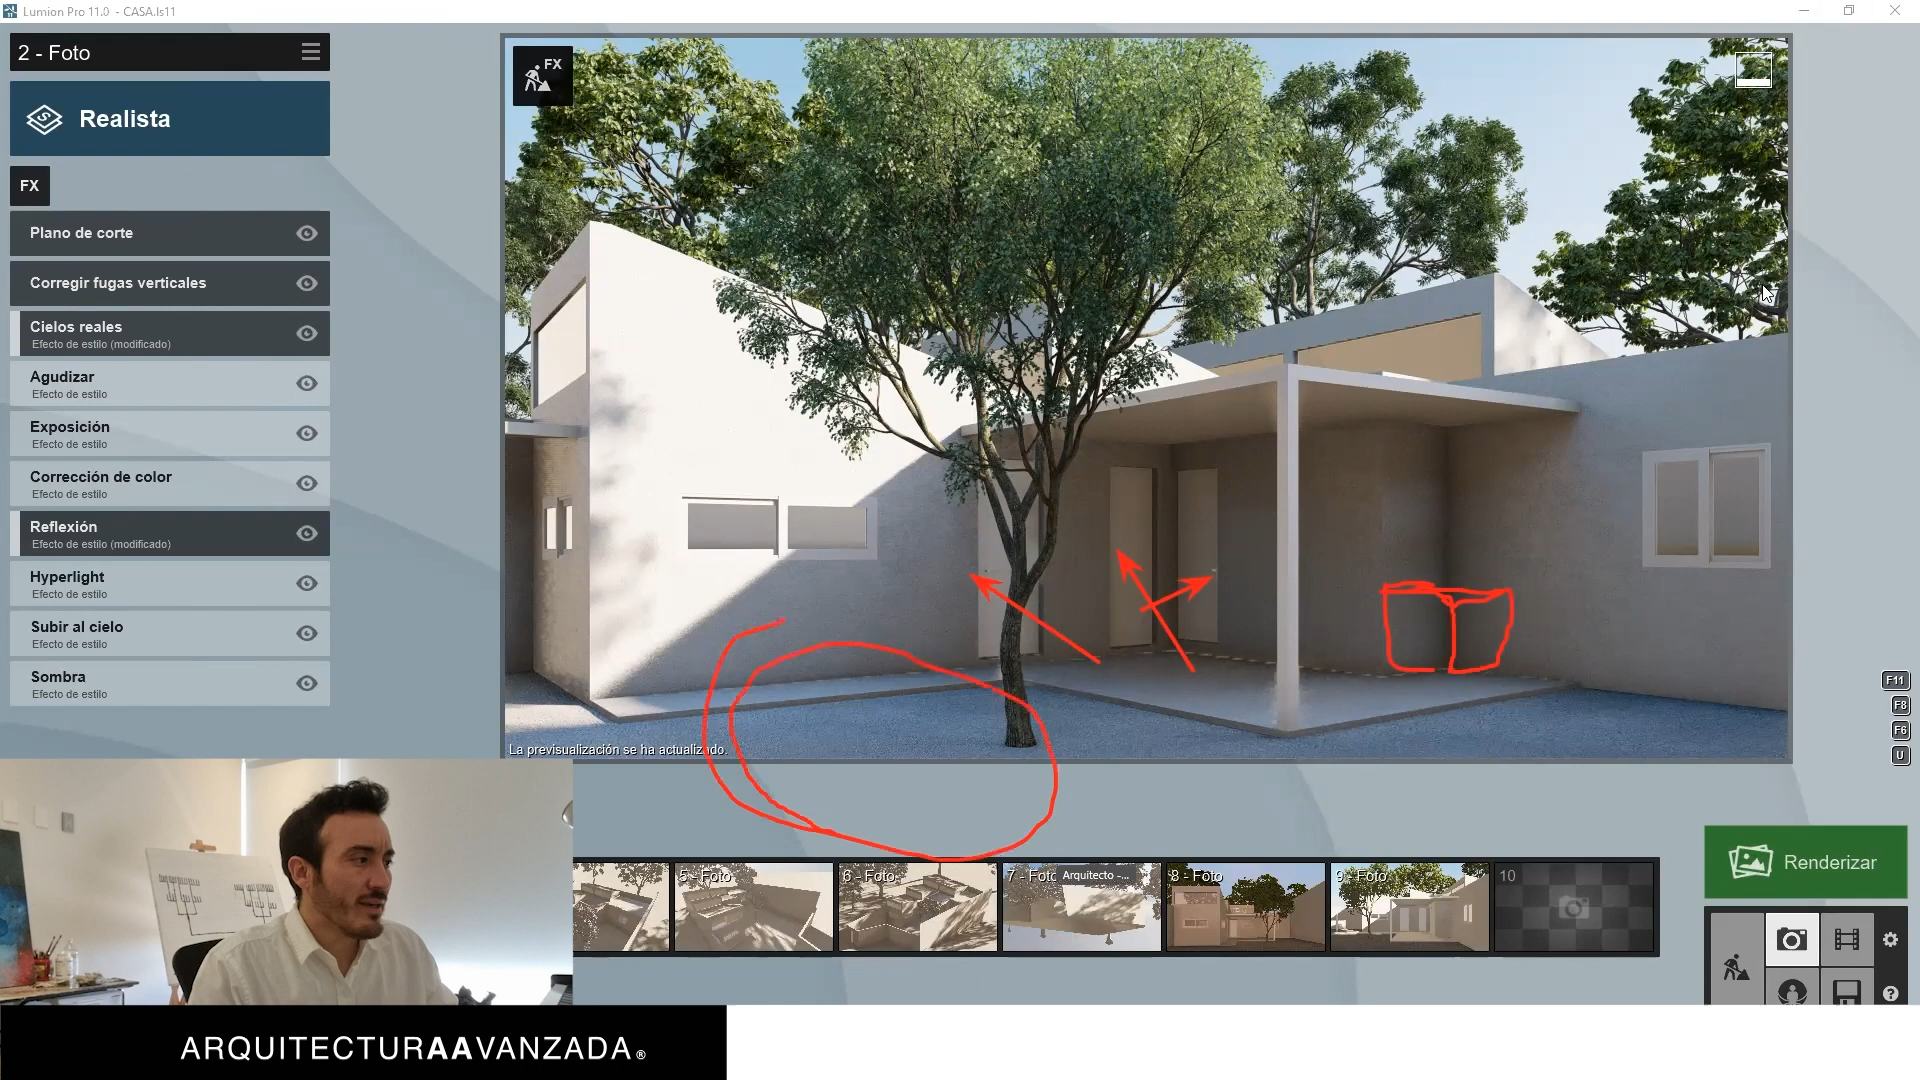 Lumion Pro 11.0 - CASA.ls11
2 - Foto
Realista
FX
Plano de corte
Corregir fugas verticales
Cielos reales
Efecto de estilo (modificado)
Agudizar
Efecto de estilo
Exposición
Efecto de estilo
Corrección de color
Efecto de estilo
Reflexión
Efecto de estilo (modificado)
Hyperlight
Efecto de estilo
Subir al cielo
Efecto de estilo
Sombra
Efecto de estilo
FX
La previsualización se ha actualizado.
F11
F8
F6
U
5 - Foto
6 - Foto
7 - Foto
Arquitecto -...
8 - Foto
9 - Foto
10
Renderizar
?
ARQUITECTURAAVANZADA®